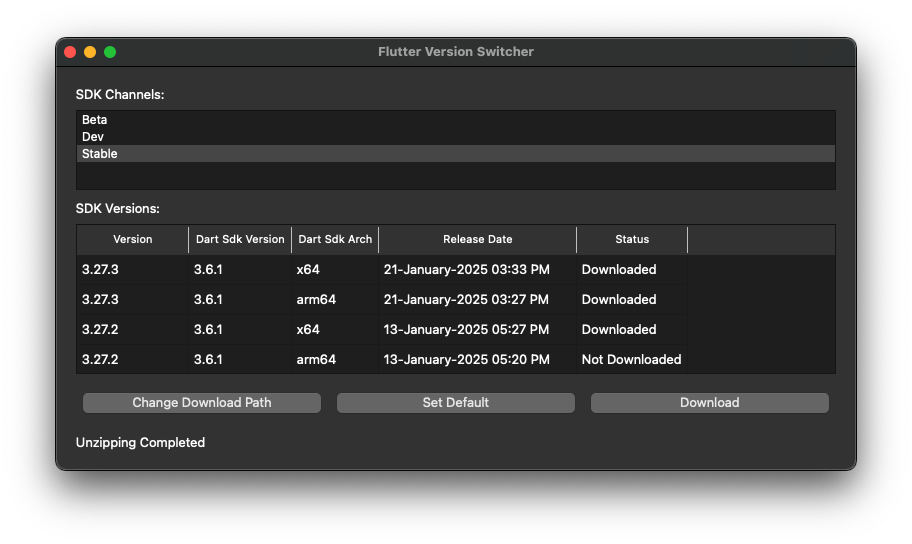 Flutter Version Switcher
SDK Channels:
Beta
Dev
Stable
SDK Versions:
Version Dart Sdk Version Dart Sdk Arch Release Date Status
3.27.3 3.6.1 x64 21-January-2025 03:33 PM Downloaded
3.27.3 3.6.1 arm64 21-January-2025 03:27 PM Downloaded
3.27.2 3.6.1 x64 13-January-2025 05:27 PM Downloaded
3.27.2 3.6.1 arm64 13-January-2025 05:20 PM Not Downloaded
Change Download Path Set Default Download
Unzipping Completed